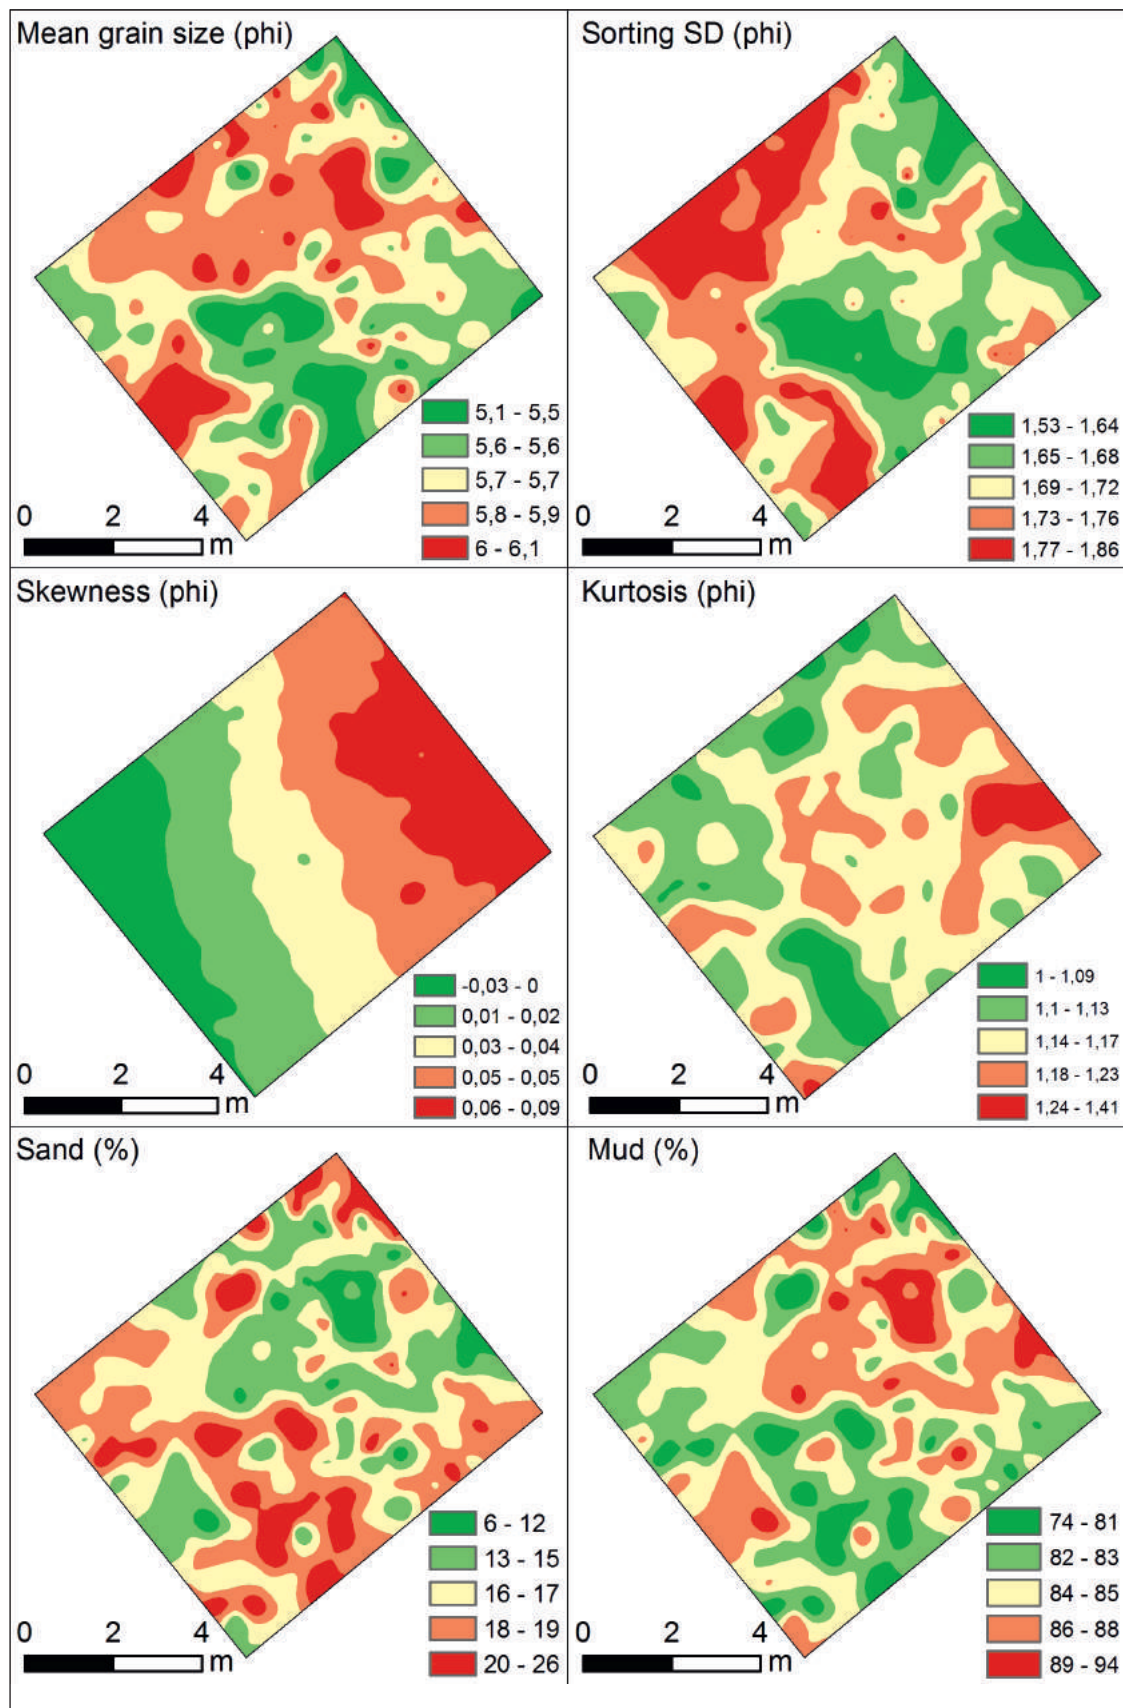 Mean grain size (phi)
5,1 - 5,5
5,6 - 5,6
5,7 - 5,7
5,8 - 5,9
6 - 6,1
0 2 4
m
Sorting SD (phi)
1,53 - 1,64
1,65 - 1,68
1,69 - 1,72
1,73 - 1,76
1,77 - 1,86
0 2 4
m
Skewness (phi)
-0,03 - 0
0,01 - 0,02
0,03 - 0,04
0,05 - 0,05
0,06 - 0,09
0 2 4
m
Kurtosis (phi)
1 - 1,09
1,1 - 1,13
1,14 - 1,17
1,18 - 1,23
1,24 - 1,41
0 2 4
m
Sand (%)
6 - 12
13 - 15
16 - 17
18 - 19
20 - 26
0 2 4
m
Mud (%)
74 - 81
82 - 83
84 - 85
86 - 88
89 - 94
0 2 4
m